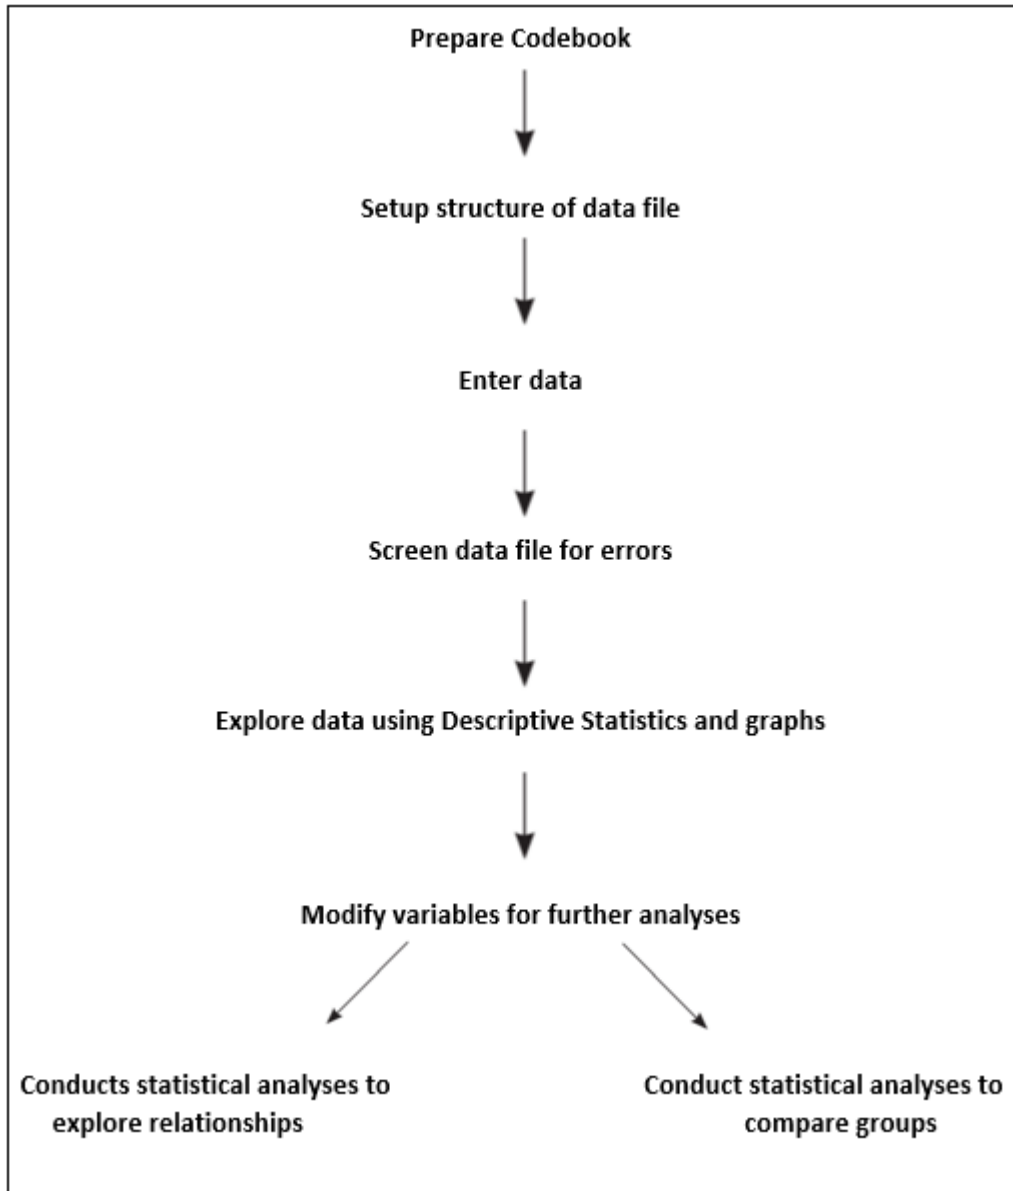 Prepare Codebook
Setup structure of data file
Enter data
Screen data file for errors
Explore data using Descriptive Statistics and graphs
Modify variables for further analyses
Conducts statistical analyses to
explore relationships
Conduct statistical analyses to
compare groups